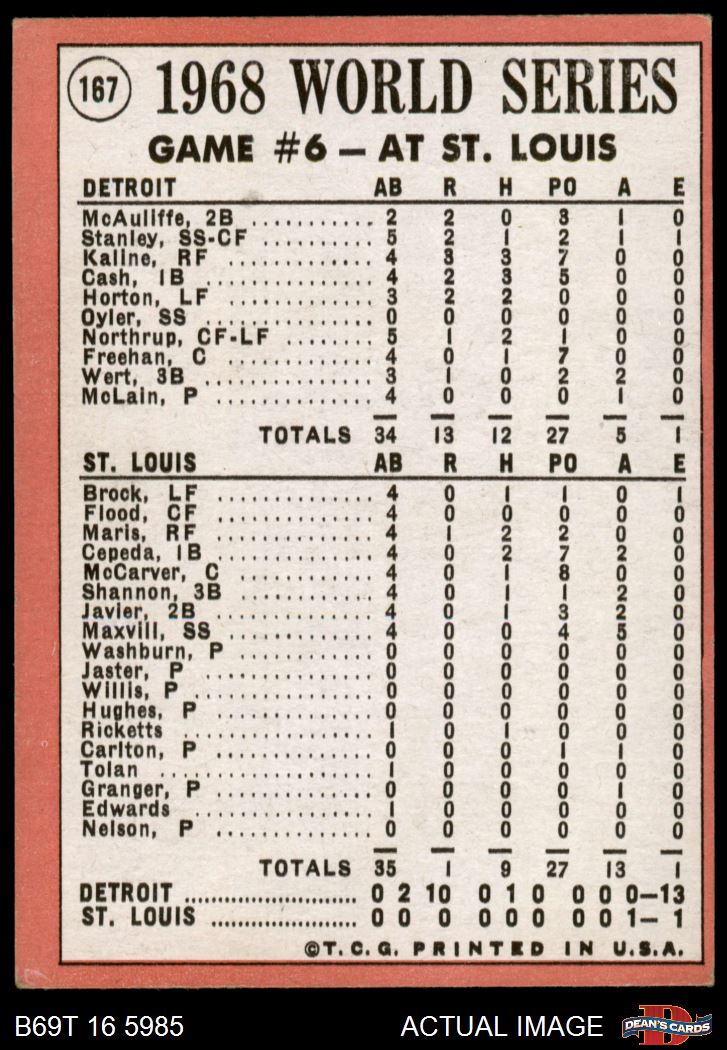 167 1968 WORLD SERIES
GAME #6 – AT ST. LOUIS
DETROIT AB R H PO A E
McAuliffe, 2B ........... 2 2 0 3 1 0
Stanley, SS-CF .......... 5 2 1 2 1 1
Kaline, RF ............. 4 3 3 7 0 0
Cash, 1B ............... 4 2 3 5 0 0
Horton, LF ............. 3 2 2 0 0 0
Oyler, SS .............. 0 0 0 0 0 0
Northrup, CF-LF ........ 5 1 2 1 0 0
Freehan, C ............. 4 0 1 7 0 0
Wert, 3B ............... 3 1 0 2 2 0
McLain, P .............. 4 0 0 0 1 0
TOTALS 34 13 12 27 5 1
ST. LOUIS AB R H PO A E
Brock, LF .............. 4 0 1 1 0 1
Flood, CF .............. 4 0 0 0 0 0
Maris, RF .............. 4 1 2 2 0 0
Cepeda, 1B ............. 4 0 2 7 2 0
McCarver, C ............ 4 0 1 8 0 0
Shannon, 3B ............ 4 0 1 1 2 0
Javier, 2B ............. 4 0 1 3 2 0
Maxvill, SS ............ 4 0 0 4 5 0
Washburn, P ............ 0 0 0 0 0 0
Jaster, P .............. 0 0 0 0 0 0
Willis, P .............. 0 0 0 0 0 0
Hughes, P .............. 0 0 0 0 0 0
Ricketts ............... 1 0 1 0 0 0
Carlton, P ............. 0 0 0 1 1 0
Tolan .................. 1 0 0 0 0 0
Granger, P ............. 0 0 0 0 1 0
Edwards ................ 1 0 0 0 0 0
Nelson, P .............. 0 0 0 0 0 0
TOTALS 35 1 9 27 13 1
DETROIT ........................ 0 2 10 0 1 0 0 0 0–13
ST. LOUIS ...................... 0 0 0 0 0 0 0 0 1– 1
©T.C.G. PRINTED IN U.S.A.
B69T 16 5985 ACTUAL IMAGE D DEAN'S CARDS